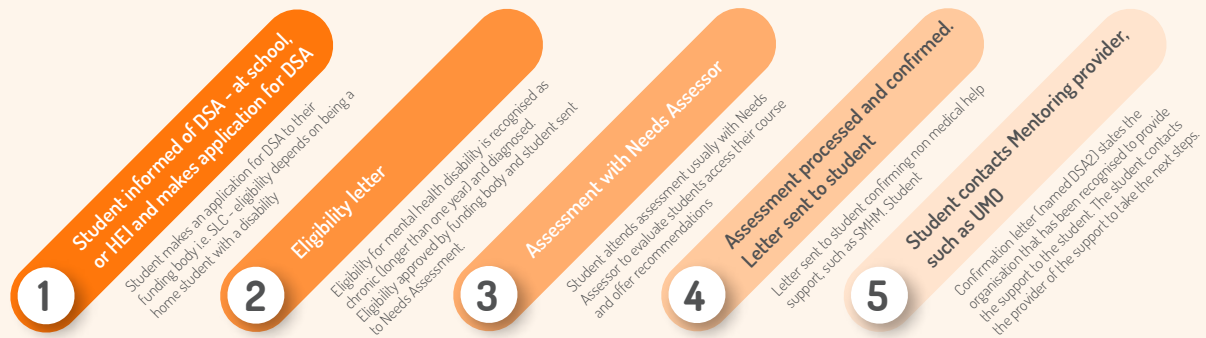 1
Student informed of DSA - at school,
or HEI and makes application for DSA
Student makes an application for DSA to their
funding body i.e. SLC - eligibility depends on being a
home student with a disability
2
Eligibility letter
Eligibility for mental health disability is recognised as
chronic (longer than one year) and diagnosed.
Eligibility approved by funding body and student sent
to Needs Assessment.
3
Assessment with Needs Assessor
Student attends assessment usually with Needs
Assessor to evaluate students access their course
and offer recommendations
4
Assessment processed and confirmed.
Letter sent to student
Letter sent to student confirming non medical help
support, such as SMHM. Student
5
Student contacts Mentoring provider,
such as UMO
Confirmation letter (named DSA2) states the
organisation that has been recognised to provide
the support to the student. The student contacts
the provider of the support to take the next steps.